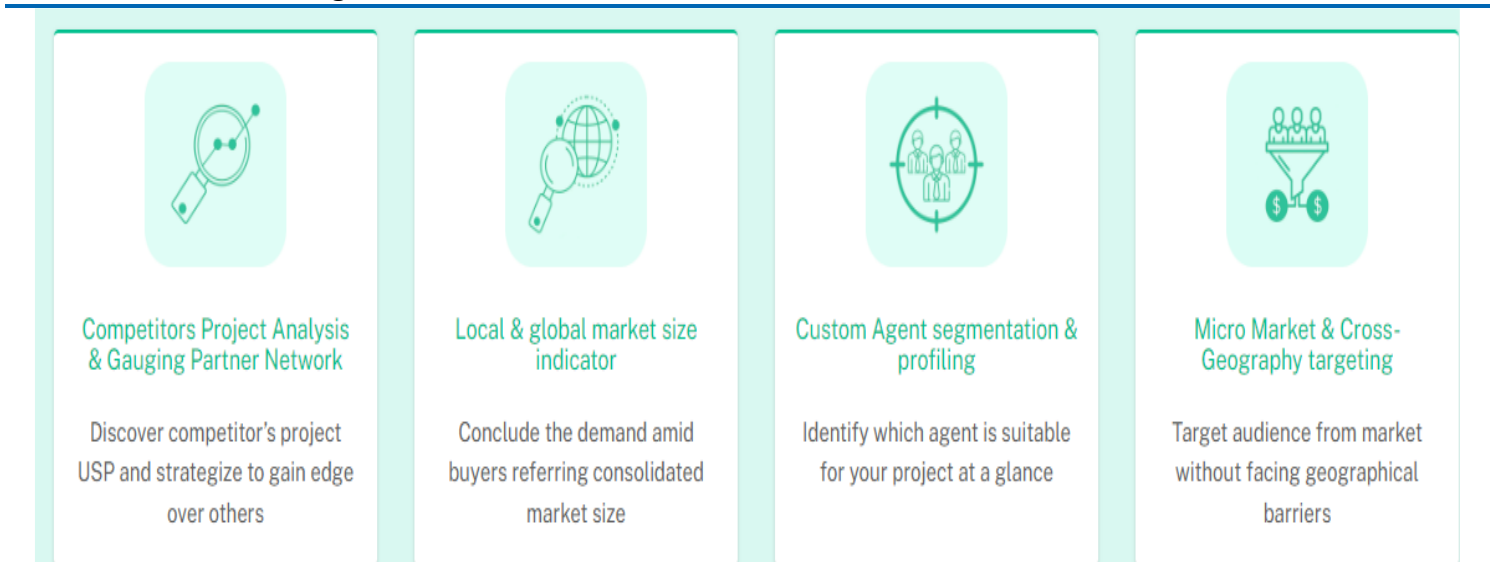 Competitors Project Analysis
& Gauging Partner Network
Discover competitor's project
USP and strategize to gain edge
over others
Local & global market size
indicator
Conclude the demand amid
buyers referring consolidated
market size
Custom Agent segmentation &
profiling
Identify which agent is suitable
for your project at a glance
Micro Market & Cross-
Geography targeting
Target audience from market
without facing geographical
barriers
$ $